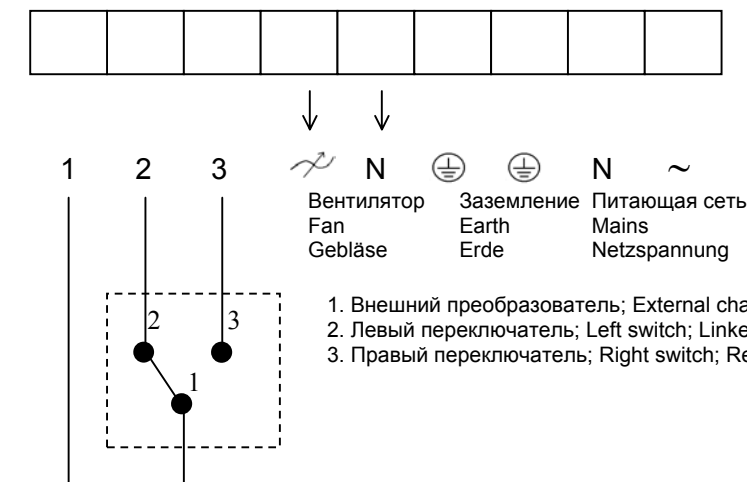 1 2 3 N N ~
Вентилятор Заземление Питающая сеть
Fan Earth Mains
Gebläse Erde Netzspannung
1. Внешний преобразователь; External cha
2. Левый переключатель; Left switch; Linke
3. Правый переключатель; Right switch; Re
2 3
1